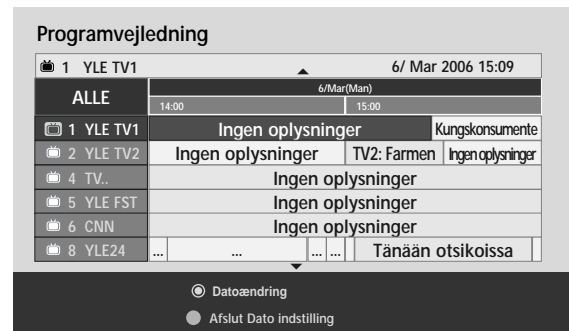 Programvejledning
1 YLE TV1 6/ Mar 2006 15:09
ALLE 6/Mar(Man)
14:00 15:00
1 YLE TV1 Ingen oplysninger Kungskonsumente
2 YLE TV2 Ingen oplysninger TV2: Farmen Ingen oplysninger
4 TV.. Ingen oplysninger
5 YLE FST Ingen oplysninger
6 CNN Ingen oplysninger
8 YLE24 ... ... ... ... Tänään otsikoissa
Datoændring
Afslut Dato indstilling